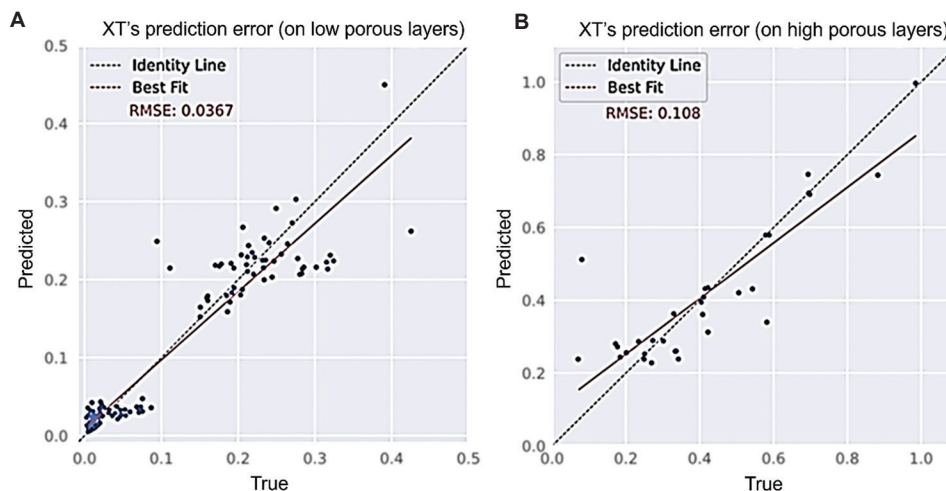 A
XT's prediction error (on low porous layers)
0.5
0.4
0.3
0.2
0.1
0.0
Predicted
Identity Line
Best Fit
RMSE: 0.0367
0.0 0.1 0.2 0.3 0.4 0.5
True
B
XT's prediction error (on high porous layers)
1.0
0.8
0.6
0.4
0.2
0.0
Predicted
Identity Line
Best Fit
RMSE: 0.108
0.0 0.2 0.4 0.6 0.8 1.0
True